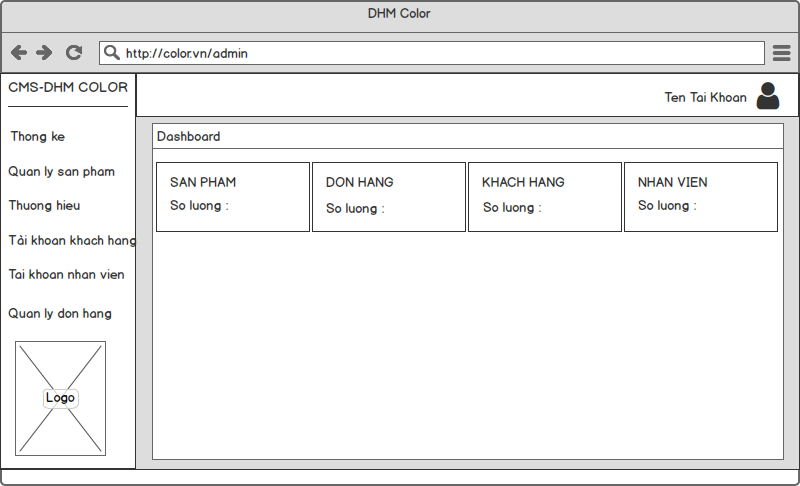 DHM Color
http://color.vn/admin
CMS-DHM COLOR
Ten Tai Khoan
Thong ke
Quan ly san pham
Thuong hieu
Tải khoan khach hang
Tai khoan nhan vien
Quan ly don hang
Logo
Dashboard
SAN PHAM
So luong :
DON HANG
So luong :
KHACH HANG
So luong :
NHAN VIEN
So luong :